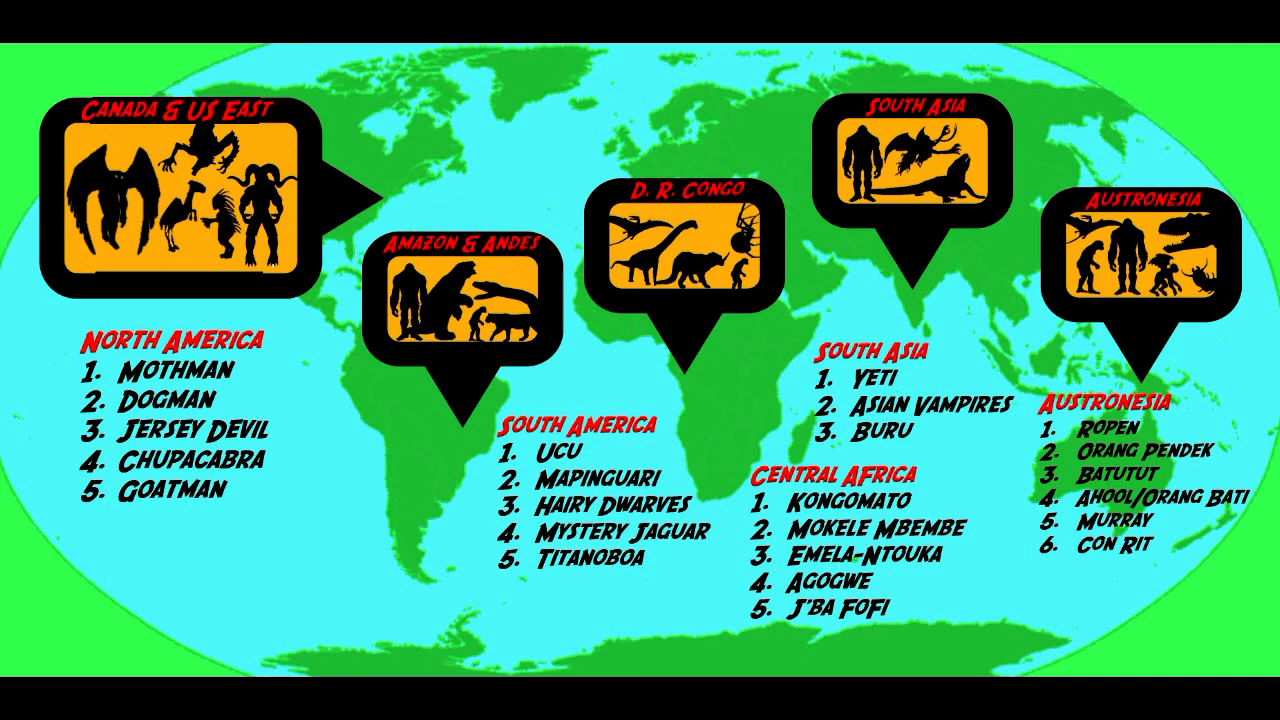 Canada & US East
North America
1. Mothman
2. Dogman
3. Jersey Devil
4. Chupacabra
5. Goatman
Amazon & Andes
South America
1. Ucu
2. Mapinguari
3. Hairy Dwarves
4. Mystery Jaguar
5. Titanoboa
D. R. Congo
Central Africa
1. Kongomato
2. Mokele Mbembe
3. Emela-Ntouka
4. Agogwe
5. J'ba FoFi
South Asia
South Asia
1. Yeti
2. Asian Vampires
3. Buru
Austronesia
Austronesia
1. Ropen
2. Orang Pendek
3. Batutut
4. Ahool/Orang Bati
5. Murray
6. Con Rit